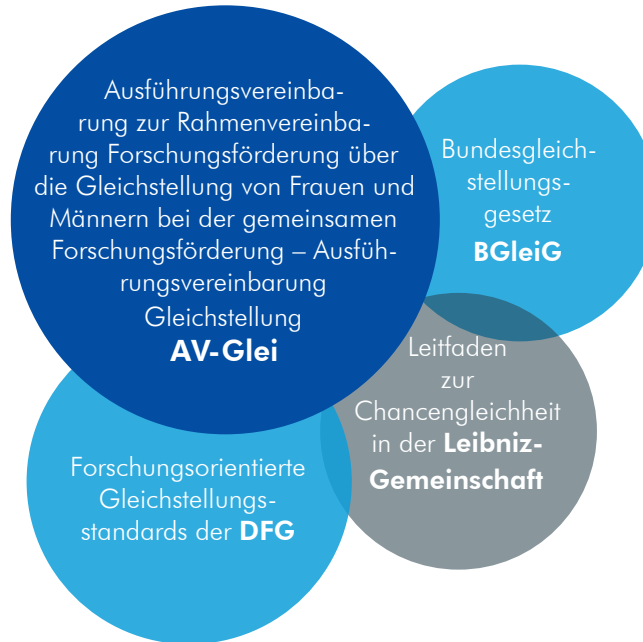 Ausführungsvereinba-
rung zur Rahmenvereinba-
rung Forschungsförderung über
die Gleichstellung von Frauen und
Männern bei der gemeinsamen
Forschungsförderung – Ausfüh-
rungsvereinbarung
Gleichstellung
AV-Glei
Bundesgleich-
stellungs-
gesetz
BGleiG
Leitfaden
zur
Chancengleichheit
in der Leibniz-
Gemeinschaft
Forschungsorientierte
Gleichstellungs-
standards der DFG